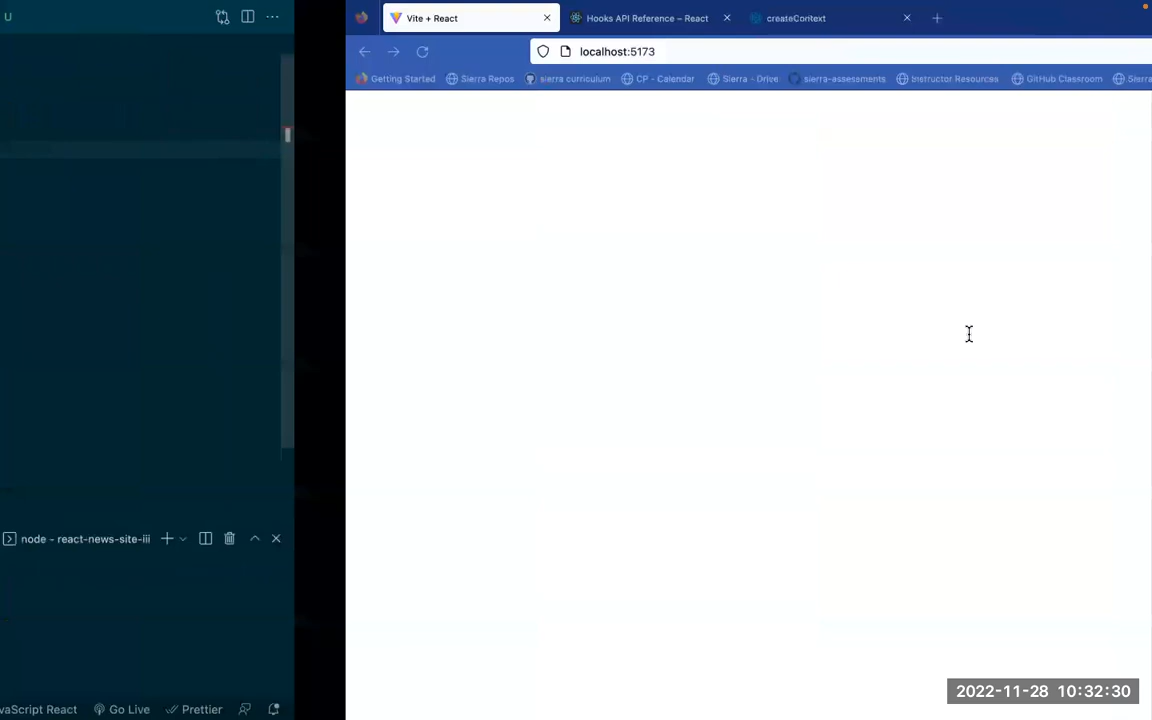 U
Vite + React
Hooks API Reference – React
createContext
localhost:5173
Getting Started
Sierra Repos
sierra curriculum
CP - Calendar
Sierra - Drive
sierra-assessments
Instructor Resources
GitHub Classroom
Sierra
node - react-news-site-iii
vaScript React
Go Live
Prettier
2022-11-28 10:32:30